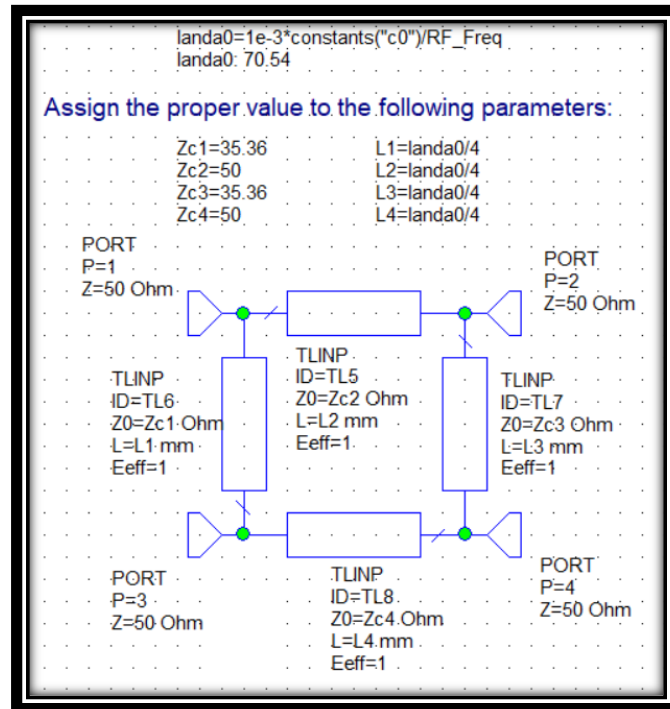 landa0=1e-3*constants("c0")/RF_Freq
landa0: 70.54
Assign the proper value to the following parameters:
Zc1=35.36
Zc2=50
Zc3=35.36
Zc4=50
L1=landa0/4
L2=landa0/4
L3=landa0/4
L4=landa0/4
PORT
P=1
Z=50 Ohm
PORT
P=2
Z=50 Ohm
TLINP
ID=TL5
Z0=Zc2 Ohm
L=L2 mm
Eeff=1
TLINP
ID=TL6
Z0=Zc1 Ohm
L=L1 mm
Eeff=1
TLINP
ID=TL7
Z0=Zc3 Ohm
L=L3 mm
Eeff=1
PORT
P=3
Z=50 Ohm
TLINP
ID=TL8
Z0=Zc4 Ohm
L=L4 mm
Eeff=1
PORT
P=4
Z=50 Ohm